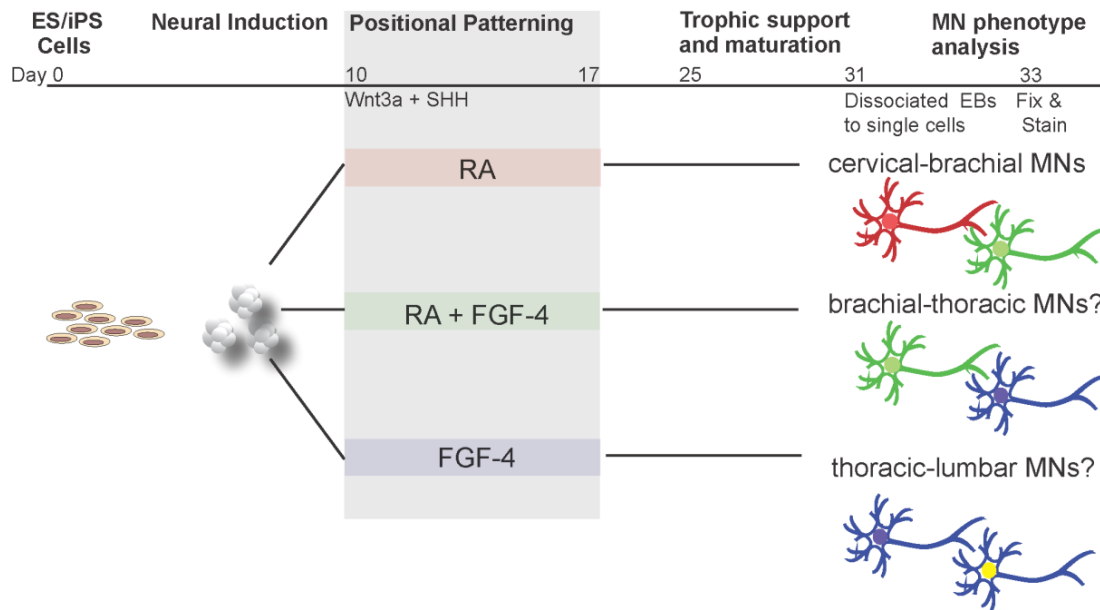 ES/iPS
Cells
Neural Induction
Positional Patterning
Trophic support
and maturation
MN phenotype
analysis
Day 0
10
17
25
31
33
Wnt3a + SHH
Dissociated EBs
to single cells
Fix &
Stain
RA
cervical-brachial MNs
RA + FGF-4
brachial-thoracic MNs?
FGF-4
thoracic-lumbar MNs?